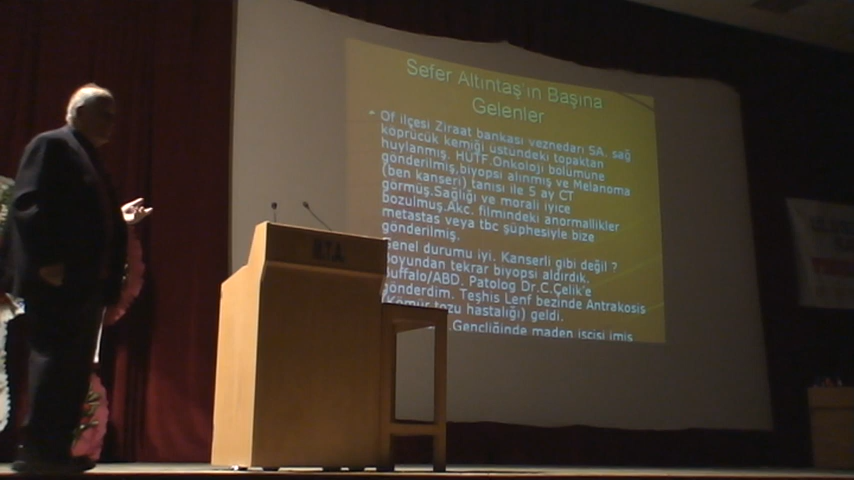 Sefer Altıntaş'ın Başına
Gelenler
Of ilçesi Ziraat bankası veznedarı SA. sağ
köprücük kemiği üstündeki topaktan
huylanmış. HÜTF.Onkoloji bölümüne
gönderilmiş,biyopsi alınmış ve Melanoma
(ben kanseri) tanısı ile 5 ay CT
görmüş.Sağlığı ve morali iyice
bozulmuş.Akc. filmindeki anormallikler
metastas veya tbc şüphesiyle bize
gönderilmiş.
Genel durumu iyi. Kanserli gibi değil ?
Boyundan tekrar biyopsi aldırdık.
Buffalo/ABD. Patolog Dr.C.Çelik'e
gönderdim. Teşhis Lenf bezinde Antrakosis
(Kömür tozu hastalığı) geldi.
.Gençliğinde maden işçisi imiş